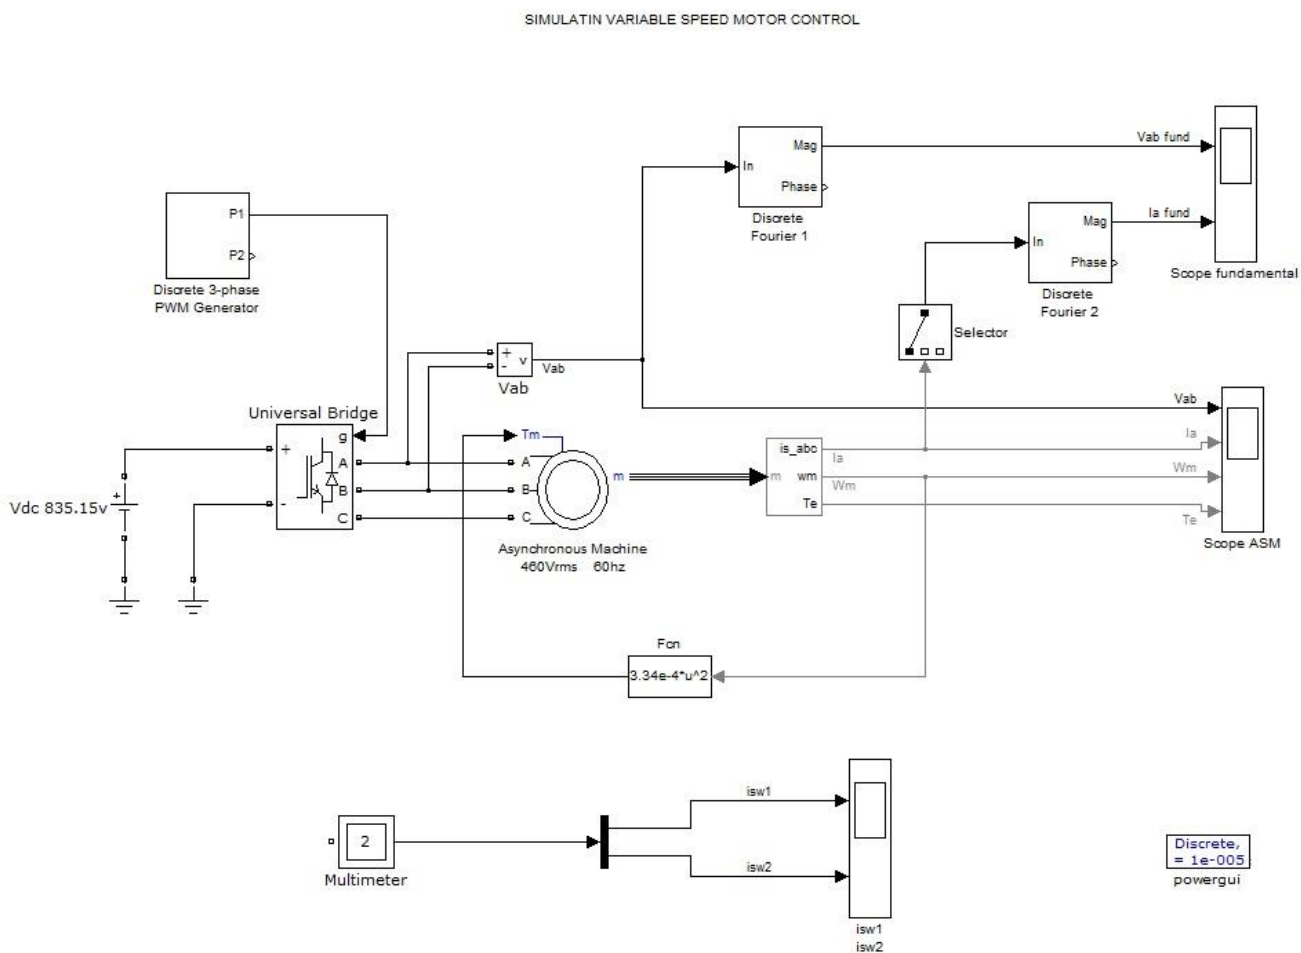 SIMULATIN VARIABLE SPEED MOTOR CONTROL
Mag
In
Phase
Discrete
Fourier 1
Vab fund
Ia fund
Scope fundamental
Mag
In
Phase
Discrete
Fourier 2
P1
P2
Discrete 3-phase
PWM Generator
Selector
+
-
v
Vab
Vab
Universal Bridge
g
+
A
B
-
C
+
Vdc 835.15v
Tm
A
B
C
m
Asynchronous Machine
460Vrms 60hz
m
is_abc
wm
Te
Ia
Wm
Vab
Ia
Wm
Te
Scope ASM
Fcn
3.34e-4*u^2
2
Multimeter
isw1
isw2
isw1
isw2
Discrete,
= 1e-005
powergui